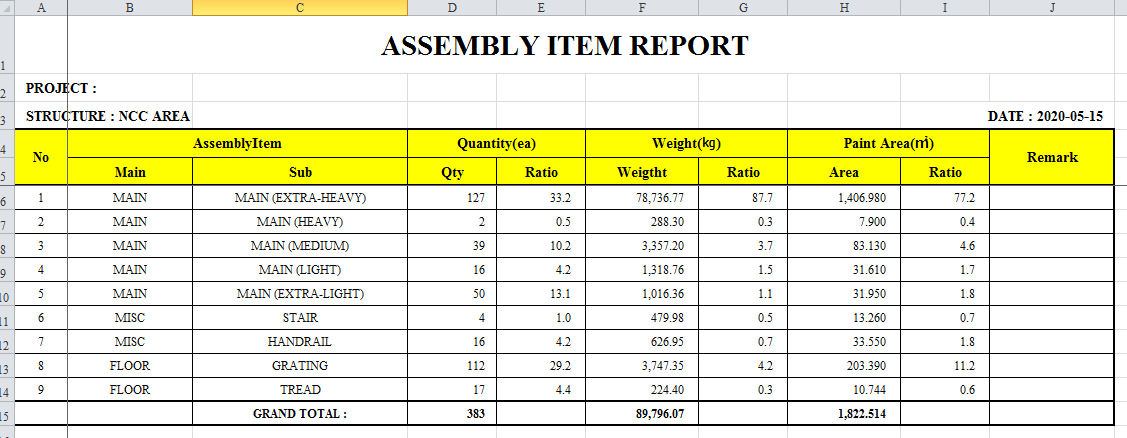 A B C D E F G H I J
1 ASSEMBLY ITEM REPORT
2 PROJECT :
3 STRUCTURE : NCC AREA DATE : 2020-05-15
4 No AssemblyItem Quantity(ea) Weight(㎏) Paint Area(㎡) Remark
5 Main Sub Qty Ratio Weigtht Ratio Area Ratio
6 1 MAIN MAIN (EXTRA-HEAVY) 127 33.2 78,736.77 87.7 1,406.980 77.2
7 2 MAIN MAIN (HEAVY) 2 0.5 288.30 0.3 7.900 0.4
8 3 MAIN MAIN (MEDIUM) 39 10.2 3,357.20 3.7 83.130 4.6
9 4 MAIN MAIN (LIGHT) 16 4.2 1,318.76 1.5 31.610 1.7
10 5 MAIN MAIN (EXTRA-LIGHT) 50 13.1 1,016.36 1.1 31.950 1.8
11 6 MISC STAIR 4 1.0 479.98 0.5 13.260 0.7
12 7 MISC HANDRAIL 16 4.2 626.95 0.7 33.550 1.8
13 8 FLOOR GRATING 112 29.2 3,747.35 4.2 203.390 11.2
14 9 FLOOR TREAD 17 4.4 224.40 0.3 10.744 0.6
15 GRAND TOTAL : 383 89,796.07 1,822.514